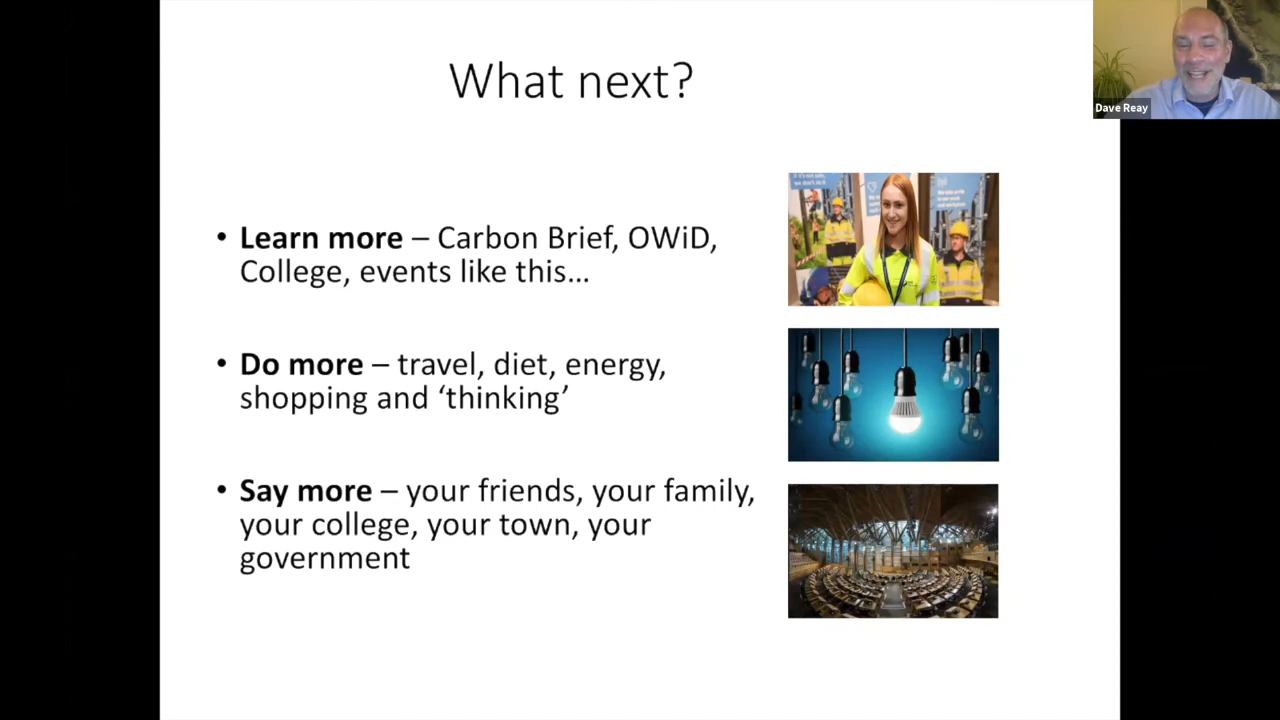 What next?
Dave Reay
• Learn more – Carbon Brief, OWiD,
College, events like this…
• Do more – travel, diet, energy,
shopping and ‘thinking’
• Say more – your friends, your family,
your college, your town, your
government